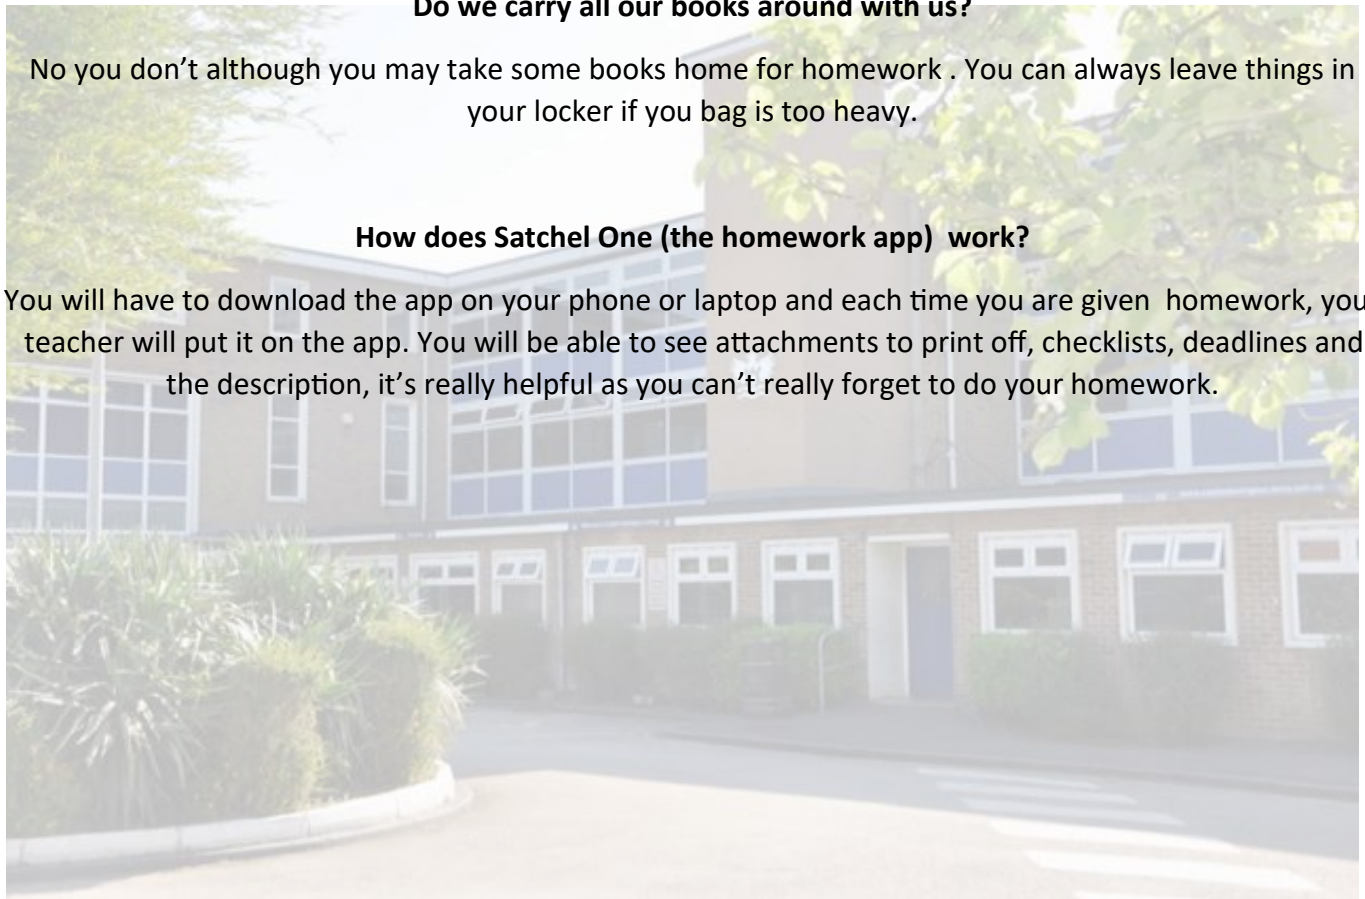 Do we carry all our books around with us?
No you don’t although you may take some books home for homework . You can always leave things in
your locker if you bag is too heavy.
How does Satchel One (the homework app)  work?
You will have to download the app on your phone or laptop and each time you are given  homework, you
teacher will put it on the app. You will be able to see attachments to print off, checklists, deadlines and
the description, it’s really helpful as you can’t really forget to do your homework.